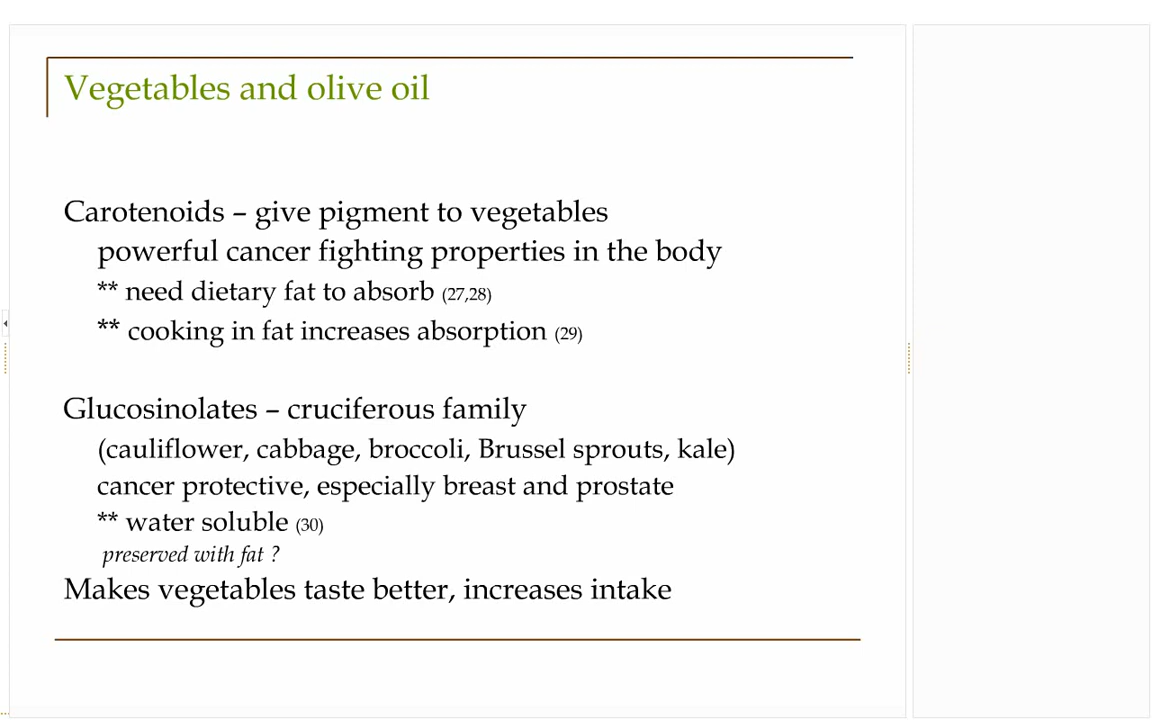 Vegetables and olive oil
Carotenoids – give pigment to vegetables
powerful cancer fighting properties in the body
** need dietary fat to absorb (27,28)
** cooking in fat increases absorption (29)
Glucosinolates – cruciferous family
(cauliflower, cabbage, broccoli, Brussel sprouts, kale)
cancer protective, especially breast and prostate
** water soluble (30)
preserved with fat ?
Makes vegetables taste better, increases intake